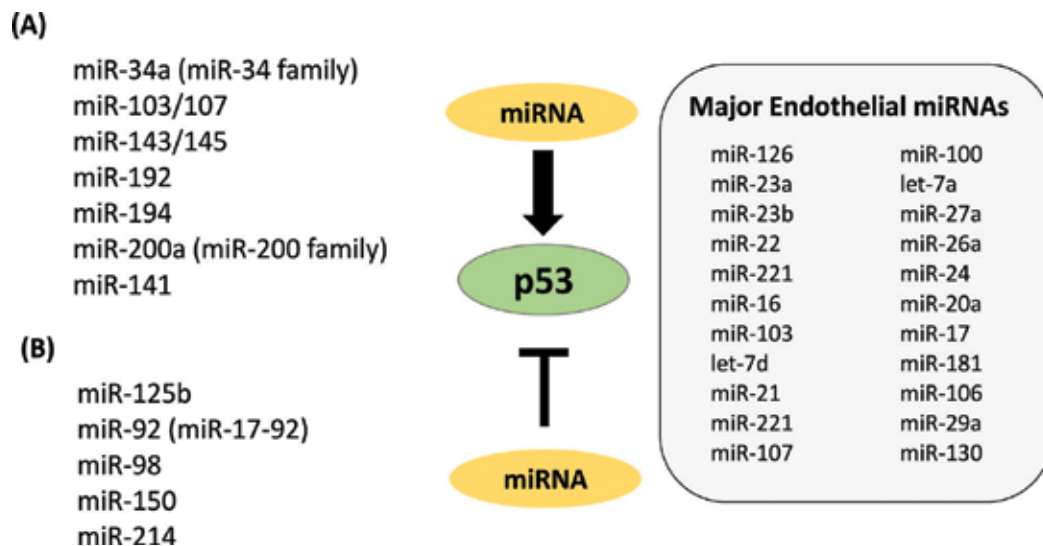 (A)
miR-34a (miR-34 family)
miR-103/107
miR-143/145
miR-192
miR-194
miR-200a (miR-200 family)
miR-141
(B)
miR-125b
miR-92 (miR-17-92)
miR-98
miR-150
miR-214
miRNA
p53
miRNA
Major Endothelial miRNAs
miR-126 miR-100
miR-23a let-7a
miR-23b miR-27a
miR-22 miR-26a
miR-221 miR-24
miR-16 miR-20a
miR-103 miR-17
let-7d miR-181
miR-21 miR-106
miR-221 miR-29a
miR-107 miR-130